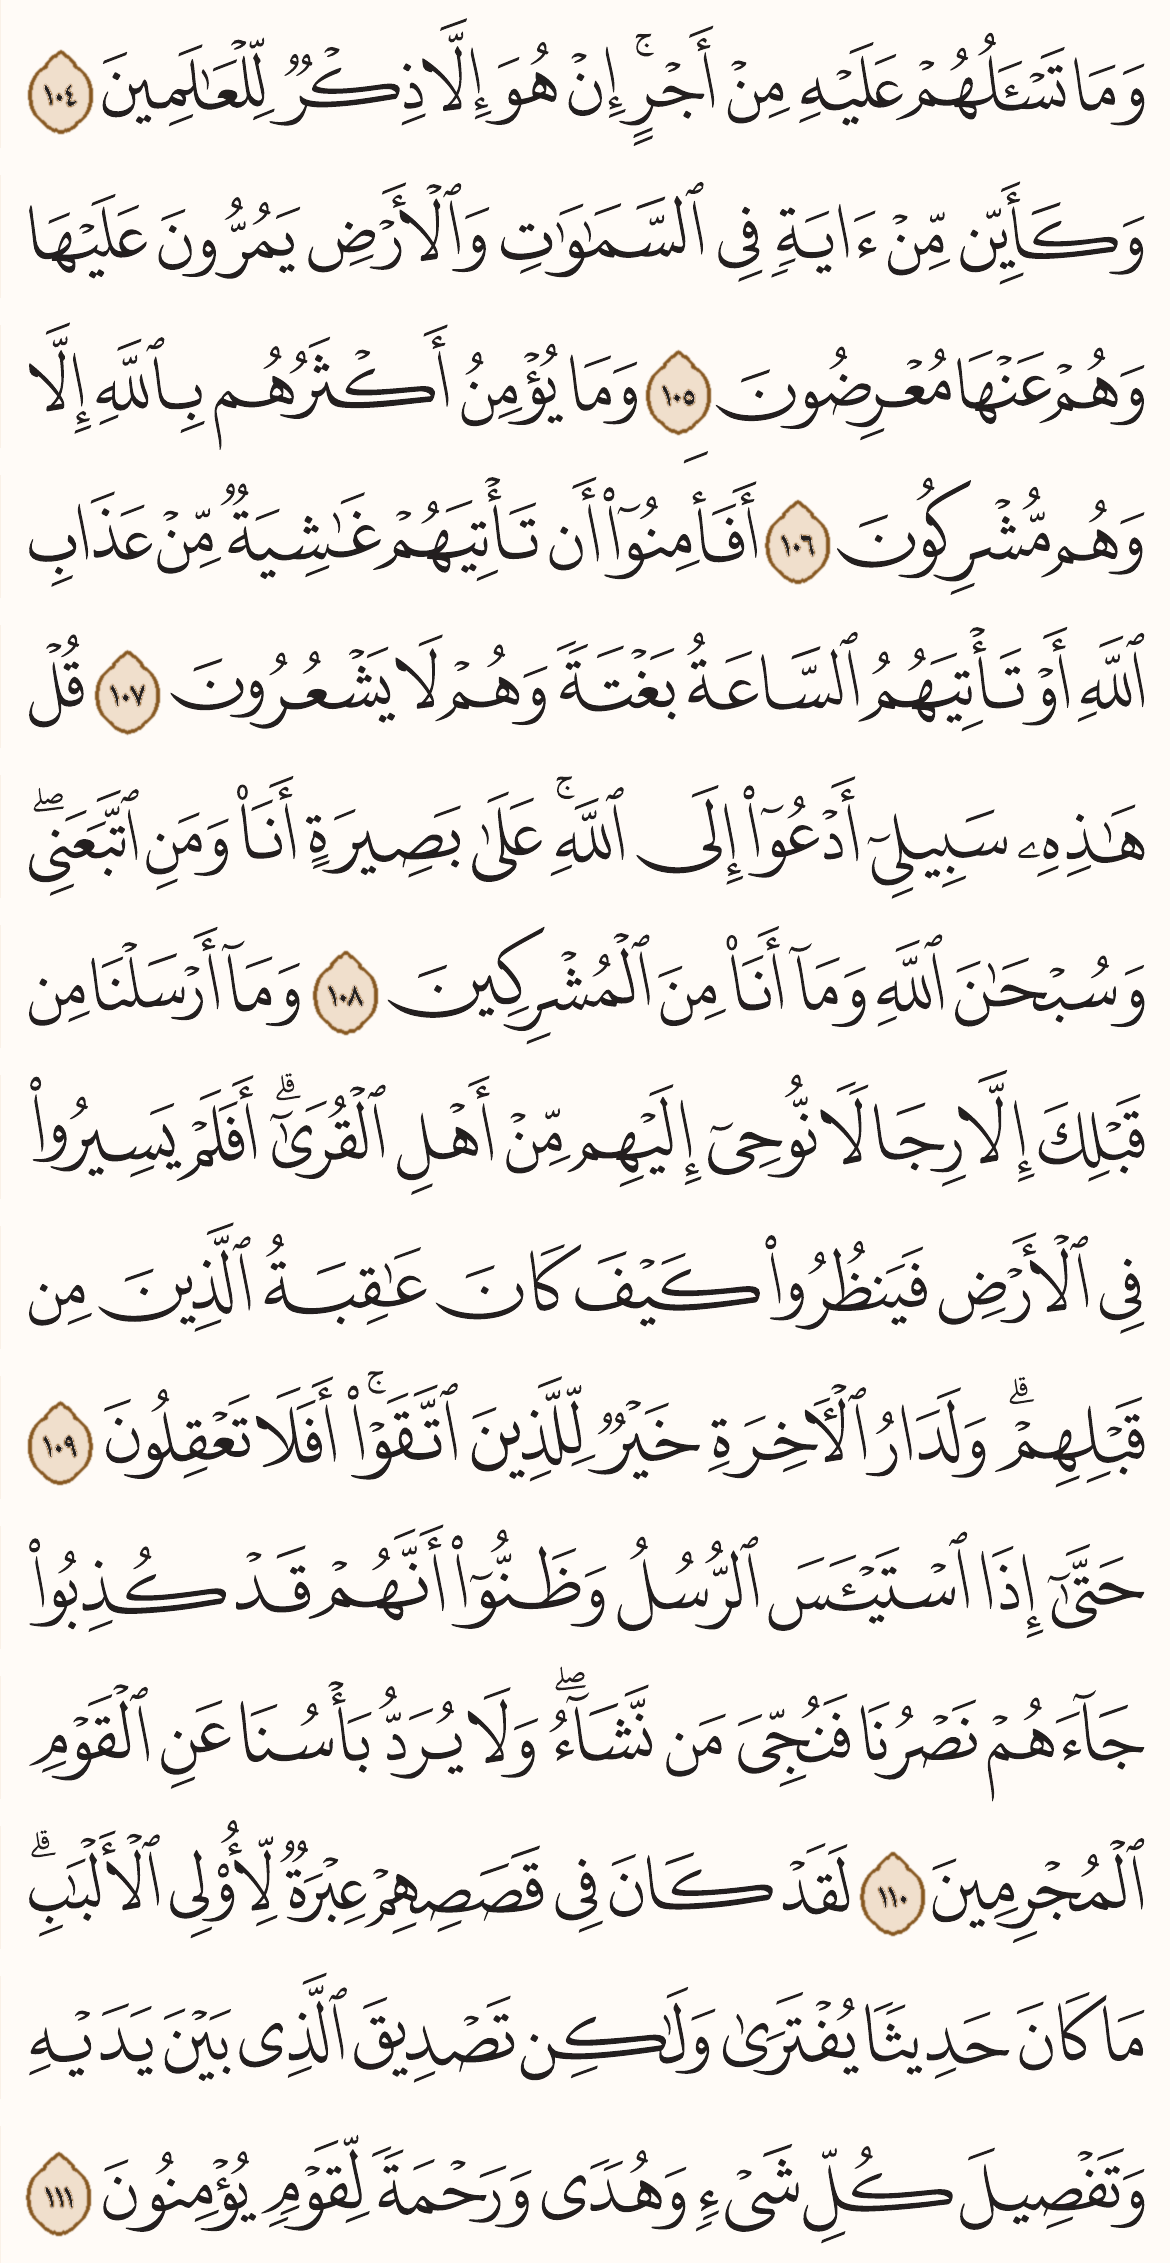 وَمَا تَسْـَٔلُهُمْ عَلَيْهِ مِنْ أَجْرٍ ۚ إِنْ هُوَ إِلَّا ذِكْرٌ لِّلْعَـٰلَمِينَ ١٠٤
وَكَأَيِّن مِّنْ ءَايَةٍ فِى ٱلسَّمَـٰوَٰتِ وَٱلْأَرْضِ يَمُرُّونَ عَلَيْهَا
وَهُمْ عَنْهَا مُعْرِضُونَ ١٠٥ وَمَا يُؤْمِنُ أَكْثَرُهُم بِٱللَّهِ إِلَّا
وَهُم مُّشْرِكُونَ ١٠٦ أَفَأَمِنُوٓا۟ أَن تَأْتِيَهُمْ غَـٰشِيَةٌ مِّنْ عَذَابِ
ٱللَّهِ أَوْ تَأْتِيَهُمُ ٱلسَّاعَةُ بَغْتَةً وَهُمْ لَا يَشْعُرُونَ ١٠٧ قُلْ
هَـٰذِهِۦ سَبِيلِىٓ أَدْعُوٓا۟ إِلَى ٱللَّهِ ۚ عَلَىٰ بَصِيرَةٍ أَنَا۠ وَمَنِ ٱتَّبَعَنِى ۖ
وَسُبْحَـٰنَ ٱللَّهِ وَمَآ أَنَا۠ مِنَ ٱلْمُشْرِكِينَ ١٠٨ وَمَآ أَرْسَلْنَا مِن
قَبْلِكَ إِلَّا رِجَالًا نُّوحِىٓ إِلَيْهِم مِّنْ أَهْلِ ٱلْقُرَىٰٓ ۗ أَفَلَمْ يَسِيرُوا۟
فِى ٱلْأَرْضِ فَيَنظُرُوا۟ كَيْفَ كَانَ عَـٰقِبَةُ ٱلَّذِينَ مِن
قَبْلِهِمْ ۗ وَلَدَارُ ٱلْـَٔاخِرَةِ خَيْرٌ لِّلَّذِينَ ٱتَّقَوْا۟ ۚ أَفَلَا تَعْقِلُونَ ١٠٩
حَتَّىٰٓ إِذَا ٱسْتَيْـَٔسَ ٱلرُّسُلُ وَظَنُّوٓا۟ أَنَّهُمْ قَدْ كُذِبُوا۟
جَآءَهُمْ نَصْرُنَا فَنُجِّىَ مَن نَّشَآءُ ۖ وَلَا يُرَدُّ بَأْسُنَا عَنِ ٱلْقَوْمِ
ٱلْمُجْرِمِينَ ١١٠ لَقَدْ كَانَ فِى قَصَصِهِمْ عِبْرَةٌ لِّأُو۟لِى ٱلْأَلْبَـٰبِ ۗ
مَا كَانَ حَدِيثًا يُفْتَرَىٰ وَلَـٰكِن تَصْدِيقَ ٱلَّذِى بَيْنَ يَدَيْهِ
وَتَفْصِيلَ كُلِّ شَىْءٍ وَهُدًى وَرَحْمَةً لِّقَوْمٍ يُؤْمِنُونَ ١١١